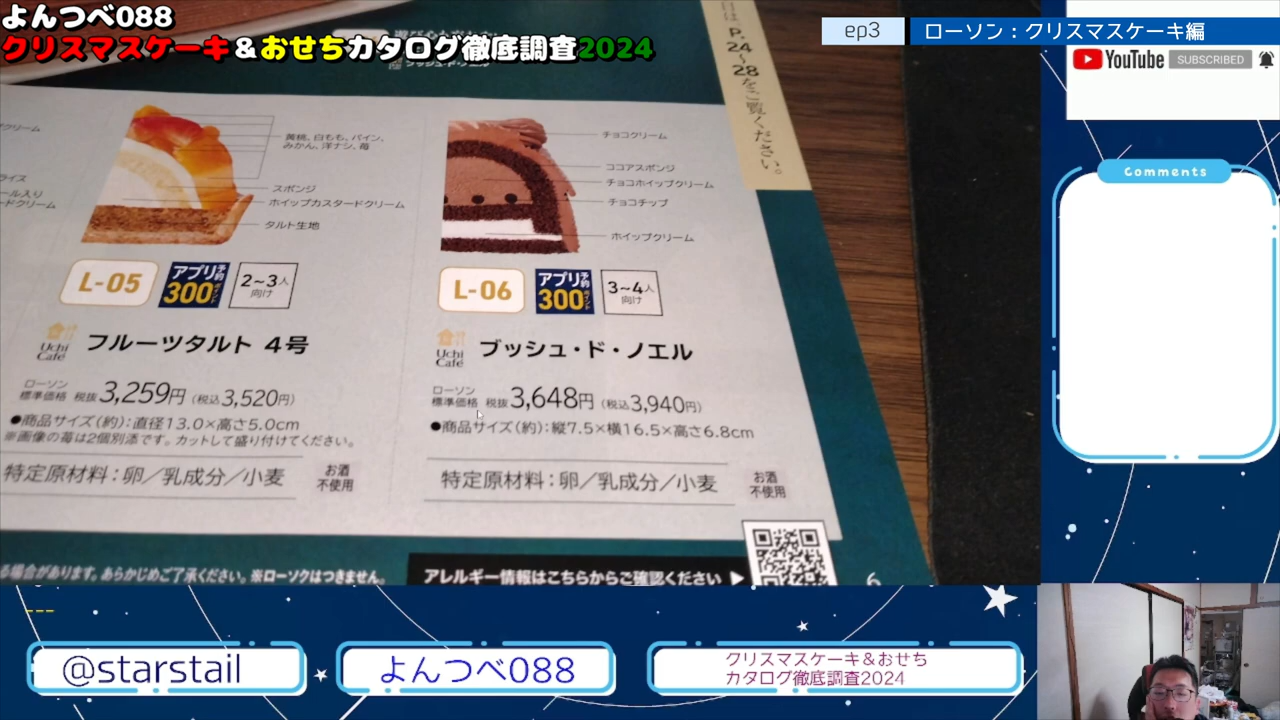 よんつべ088
クリスマスケーキ&おせちカタログ徹底調査2024
ep3
ローソン：クリスマスケーキ編
YouTube
SUBSCRIBED
P.24~28をご覧ください。
黄桃、白もも、パイン、
みかん、洋ナシ、苺
スポンジ
ホイップカスタードクリーム
タルト生地
チョコクリーム
ココアスポンジ
チョコホイップクリーム
チョコチップ
ホイップクリーム
L-05
アプリ予約
300ポイント
2~3人
向け
Uchi
Café
フルーツタルト 4号
ローソン
標準価格 税抜3,259円(税込3,520円)
●商品サイズ(約):直径13.0×高さ5.0cm
※画像の苺は2個別添です。カットして盛り付けてください。
特定原材料:卵/乳成分/小麦
お酒
不使用
L-06
アプリ予約
300ポイント
3~4人
向け
Uchi
Café
ブッシュ・ド・ノエル
ローソン
標準価格 税抜3,648円(税込3,940円)
●商品サイズ(約):縦7.5×横16.5×高さ6.8cm
特定原材料:卵/乳成分/小麦
お酒
不使用
る場合があります。あらかじめご了承ください。※ローソクはつきません。
アレルギー情報はこちらからご確認ください ▶
6
Comments
---
@starstail
よんつべ088
クリスマスケーキ&おせち
カタログ徹底調査2024